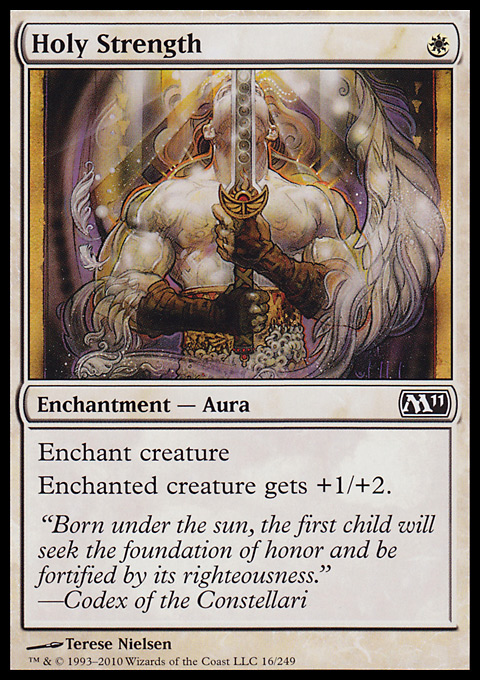 Holy Strength
Enchantment — Aura
M11
Enchant creature
Enchanted creature gets +1/+2.
“Born under the sun, the first child will
seek the foundation of honor and be
fortified by its righteousness.”
—Codex of the Constellari
Terese Nielsen
™ & © 1993–2010 Wizards of the Coast LLC 16/249